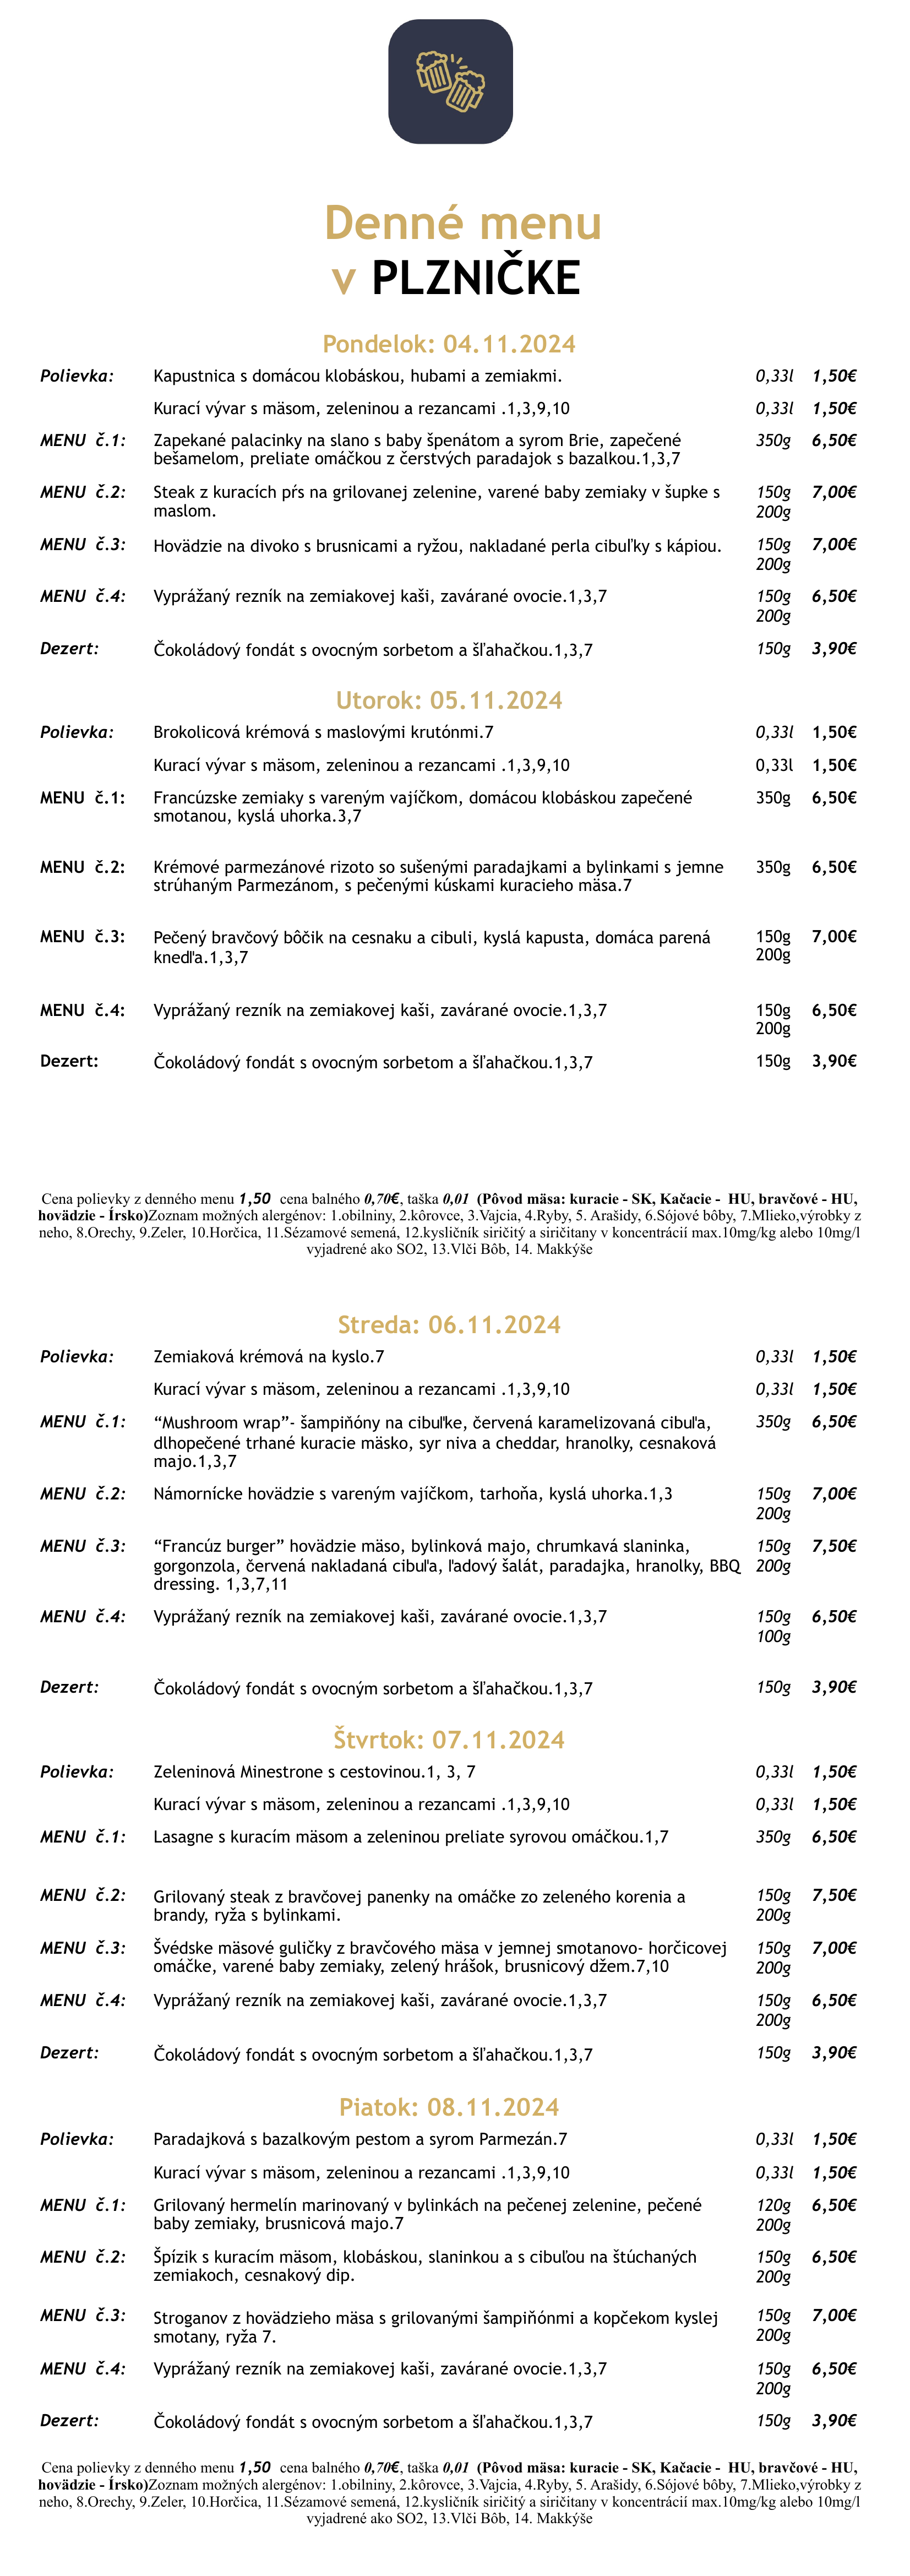 Denné menu
v PLZNIČKE
Pondelok: 04.11.2024
Polievka: Kapustnica s domácou klobáskou, hubami a zemiakmi. 0,33l 1,50€
Kurací vývar s mäsom, zeleninou a rezancami .1,3,9,10 0,33l 1,50€
MENU č.1: Zapekané palacinky na slano s baby špenátom a syrom Brie, zapečené 350g 6,50€
bešamelom, preliate omáčkou z čerstvých paradajok s bazalkou.1,3,7
MENU č.2: Steak z kuracích pŕs na grilovanej zelenine, varené baby zemiaky v šupke s 150g 7,00€
maslom. 200g
MENU č.3: Hovädzie na divoko s brusnicami a ryžou, nakladané perla cibuľky s kápiou. 150g 7,00€
200g
MENU č.4: Vyprážaný rezník na zemiakovej kaši, zavárané ovocie.1,3,7 150g 6,50€
200g
Dezert: Čokoládový fondát s ovocným sorbetom a šľahačkou.1,3,7 150g 3,90€
Utorok: 05.11.2024
Polievka: Brokolicová krémová s maslovými krutónmi.7 0,33l 1,50€
Kurací vývar s mäsom, zeleninou a rezancami .1,3,9,10 0,33l 1,50€
MENU č.1: Francúzske zemiaky s vareným vajíčkom, domácou klobáskou zapečené 350g 6,50€
smotanou, kyslá uhorka.3,7
MENU č.2: Krémové parmezánové rizoto so sušenými paradajkami a bylinkami s jemne 350g 6,50€
strúhaným Parmezánom, s pečenými kúskami kuracieho mäsa.7
MENU č.3: Pečený bravčový bôčik na cesnaku a cibuli, kyslá kapusta, domáca parená 150g 7,00€
knedľa.1,3,7 200g
MENU č.4: Vyprážaný rezník na zemiakovej kaši, zavárané ovocie.1,3,7 150g 6,50€
200g
Dezert: Čokoládový fondát s ovocným sorbetom a šľahačkou.1,3,7 150g 3,90€
Cena polievky z denného menu 1,50 cena balného 0,70€, taška 0,01 (Pôvod mäsa: kuracie - SK, Kačacie - HU, bravčové - HU,
hovädzie - Írsko)Zoznam možných alergénov: 1.obilniny, 2.kôrovce, 3.Vajcia, 4.Ryby, 5. Arašidy, 6.Sójové bôby, 7.Mlieko,výrobky z
neho, 8.Orechy, 9.Zeler, 10.Horčica, 11.Sézamové semená, 12.kysličník siričitý a siričitany v koncentrácií max.10mg/kg alebo 10mg/l
vyjadrené ako SO2, 13.Vlči Bôb, 14. Makkýše
Streda: 06.11.2024
Polievka: Zemiaková krémová na kyslo.7 0,33l 1,50€
Kurací vývar s mäsom, zeleninou a rezancami .1,3,9,10 0,33l 1,50€
MENU č.1: “Mushroom wrap”- šampiňóny na cibuľke, červená karamelizovaná cibuľa, 350g 6,50€
dlhopečené trhané kuracie mäsko, syr niva a cheddar, hranolky, cesnaková
majo.1,3,7
MENU č.2: Námornícke hovädzie s vareným vajíčkom, tarhoňa, kyslá uhorka.1,3 150g 7,00€
200g
MENU č.3: “Francúz burger” hovädzie mäso, bylinková majo, chrumkavá slaninka, 150g 7,50€
gorgonzola, červená nakladaná cibuľa, ľadový šalát, paradajka, hranolky, BBQ 200g
dressing. 1,3,7,11
MENU č.4: Vyprážaný rezník na zemiakovej kaši, zavárané ovocie.1,3,7 150g 6,50€
100g
Dezert: Čokoládový fondát s ovocným sorbetom a šľahačkou.1,3,7 150g 3,90€
Štvrtok: 07.11.2024
Polievka: Zeleninová Minestrone s cestovinou.1, 3, 7 0,33l 1,50€
Kurací vývar s mäsom, zeleninou a rezancami .1,3,9,10 0,33l 1,50€
MENU č.1: Lasagne s kuracím mäsom a zeleninou preliate syrovou omáčkou.1,7 350g 6,50€
MENU č.2: Grilovaný steak z bravčovej panenky na omáčke zo zeleného korenia a 150g 7,50€
brandy, ryža s bylinkami. 200g
MENU č.3: Švédske mäsové guličky z bravčového mäsa v jemnej smotanovo- horčicovej 150g 7,00€
omáčke, varené baby zemiaky, zelený hrášok, brusnicový džem.7,10 200g
MENU č.4: Vyprážaný rezník na zemiakovej kaši, zavárané ovocie.1,3,7 150g 6,50€
200g
Dezert: Čokoládový fondát s ovocným sorbetom a šľahačkou.1,3,7 150g 3,90€
Piatok: 08.11.2024
Polievka: Paradajková s bazalkovým pestom a syrom Parmezán.7 0,33l 1,50€
Kurací vývar s mäsom, zeleninou a rezancami .1,3,9,10 0,33l 1,50€
MENU č.1: Grilovaný hermelín marinovaný v bylinkách na pečenej zelenine, pečené 120g 6,50€
baby zemiaky, brusnicová majo.7 200g
MENU č.2: Špízik s kuracím mäsom, klobáskou, slaninkou a s cibuľou na štúchaných 150g 6,50€
zemiakoch, cesnakový dip. 200g
MENU č.3: Stroganov z hovädzieho mäsa s grilovanými šampiňónmi a kopčekom kyslej 150g 7,00€
smotany, ryža 7. 200g
MENU č.4: Vyprážaný rezník na zemiakovej kaši, zavárané ovocie.1,3,7 150g 6,50€
200g
Dezert: Čokoládový fondát s ovocným sorbetom a šľahačkou.1,3,7 150g 3,90€
Cena polievky z denného menu 1,50 cena balného 0,70€, taška 0,01 (Pôvod mäsa: kuracie - SK, Kačacie - HU, bravčové - HU,
hovädzie - Írsko)Zoznam možných alergénov: 1.obilniny, 2.kôrovce, 3.Vajcia, 4.Ryby, 5. Arašidy, 6.Sójové bôby, 7.Mlieko,výrobky z
neho, 8.Orechy, 9.Zeler, 10.Horčica, 11.Sézamové semená, 12.kysličník siričitý a siričitany v koncentrácií max.10mg/kg alebo 10mg/l
vyjadrené ako SO2, 13.Vlči Bôb, 14. Makkýše